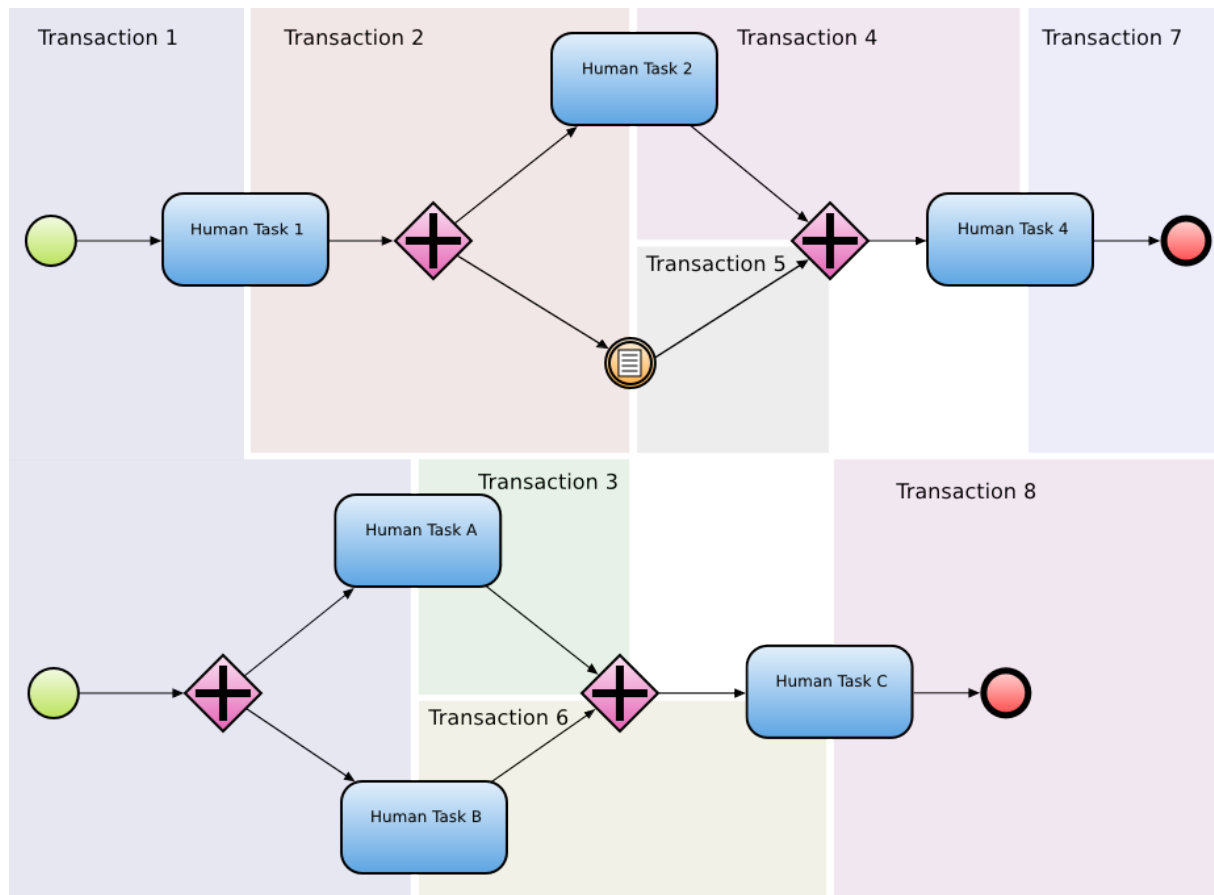 Transaction 1
Transaction 2
Transaction 4
Transaction 7
Human Task 2
Human Task 1
Human Task 4
Transaction 5
Transaction 3
Transaction 8
Human Task A
Human Task C
Transaction 6
Human Task B